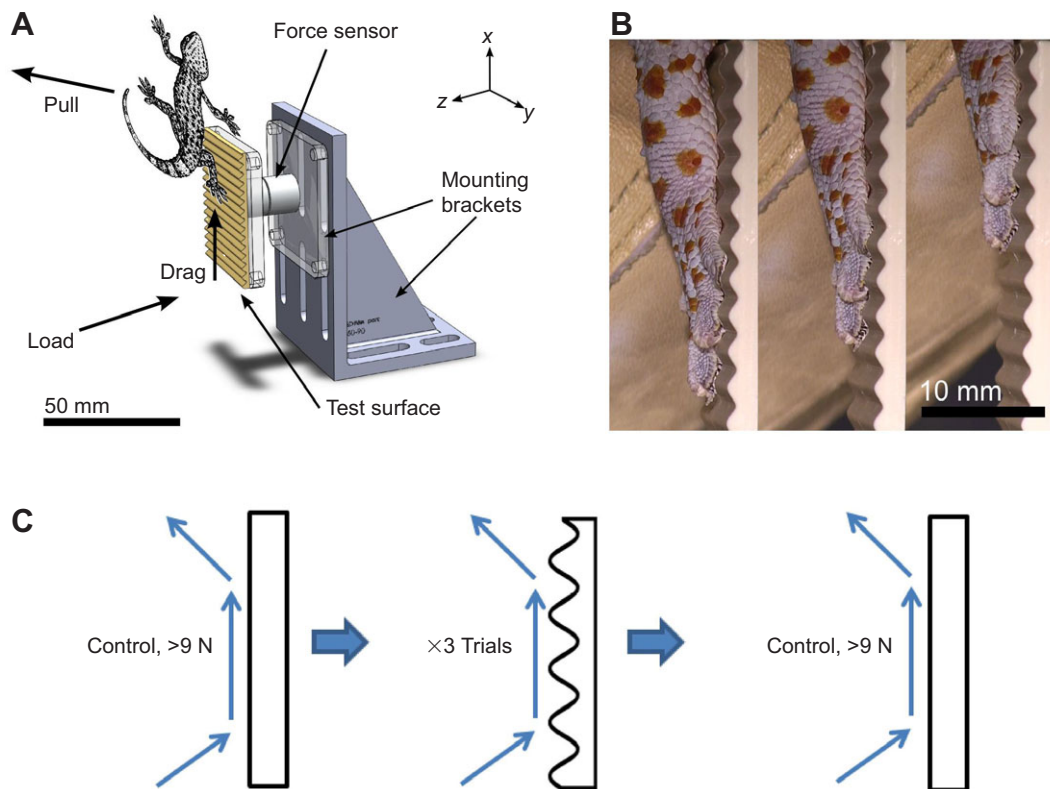 A
Force sensor
x
z
y
Pull
Mounting
brackets
Drag
Load
50 mm
Test surface
B
10 mm
C
Control, >9 N
×3 Trials
Control, >9 N